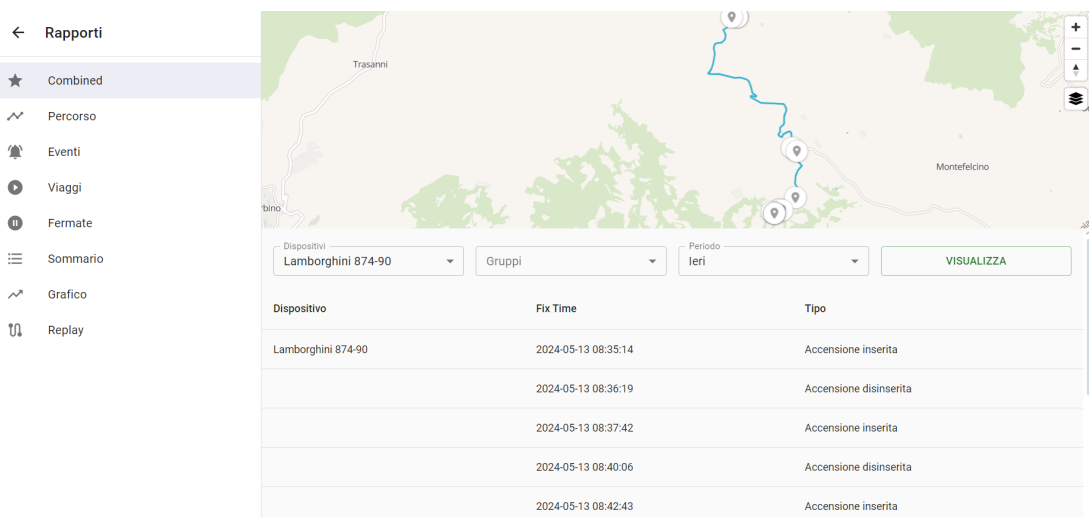 Rapporti
Combined
Percorso
Eventi
Viaggi
Fermate
Sommario
Grafico
Replay
Trasanni
Montefelcino
bino
Dispositivi
Lamborghini 874-90
Gruppi
Periodo
Ieri
VISUALIZZA
Dispositivo Fix Time Tipo
Lamborghini 874-90 2024-05-13 08:35:14 Accensione inserita
2024-05-13 08:36:19 Accensione disinserita
2024-05-13 08:37:42 Accensione inserita
2024-05-13 08:40:06 Accensione disinserita
2024-05-13 08:42:43 Accensione inserita